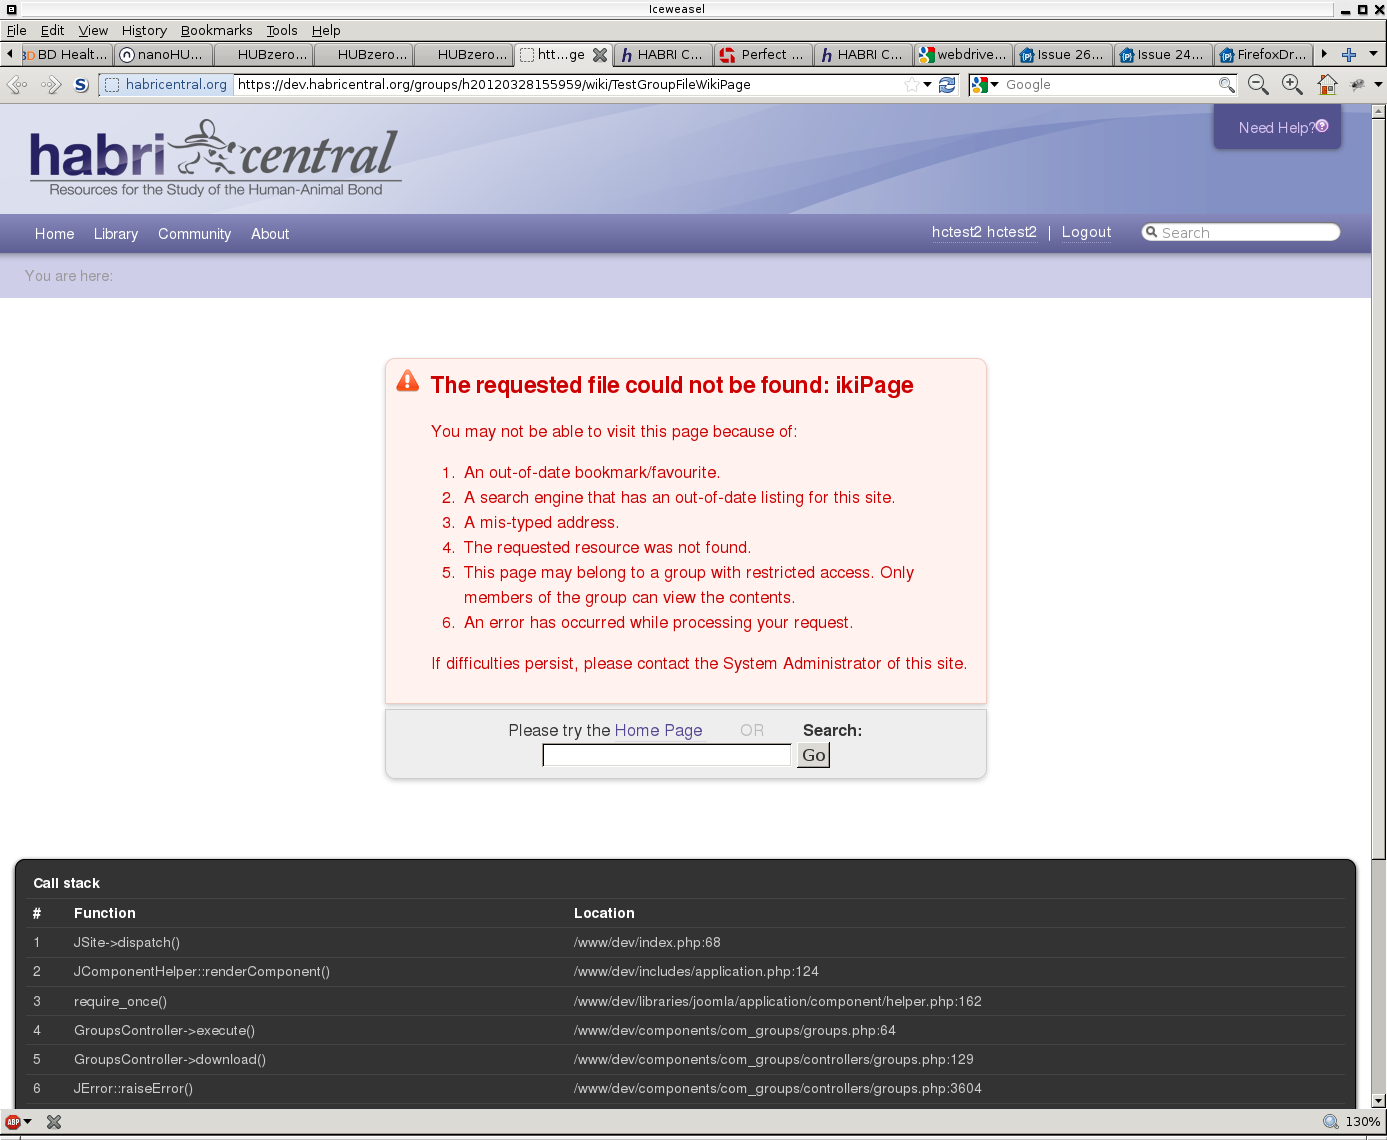 Iceweasel
File Edit View History Bookmarks Tools Help
BD Healt... nanoHU... HUBzero... HUBzero... HUBzero... htt...ge HABRI C... Perfect ... HABRI C... webdrive... Issue 26... Issue 24... FirefoxDr...
habricentral.org https://dev.habricentral.org/groups/h20120328155959/wiki/TestGroupFileWikiPage Google
Need Help?
habri central
Resources for the Study of the Human-Animal Bond
Home Library Community About hctest2 hctest2 | Logout Search
You are here:
The requested file could not be found: ikiPage
You may not be able to visit this page because of:
1. An out-of-date bookmark/favourite.
2. A search engine that has an out-of-date listing for this site.
3. A mis-typed address.
4. The requested resource was not found.
5. This page may belong to a group with restricted access. Only
members of the group can view the contents.
6. An error has occurred while processing your request.
If difficulties persist, please contact the System Administrator of this site.
Please try the Home Page OR Search:
Go
Call stack
# Function Location
1 JSite->dispatch() /www/dev/index.php:68
2 JComponentHelper::renderComponent() /www/dev/includes/application.php:124
3 require_once() /www/dev/libraries/joomla/application/component/helper.php:162
4 GroupsController->execute() /www/dev/components/com_groups/groups.php:64
5 GroupsController->download() /www/dev/components/com_groups/controllers/groups.php:129
6 JError::raiseError() /www/dev/components/com_groups/controllers/groups.php:3604
ABP 130%